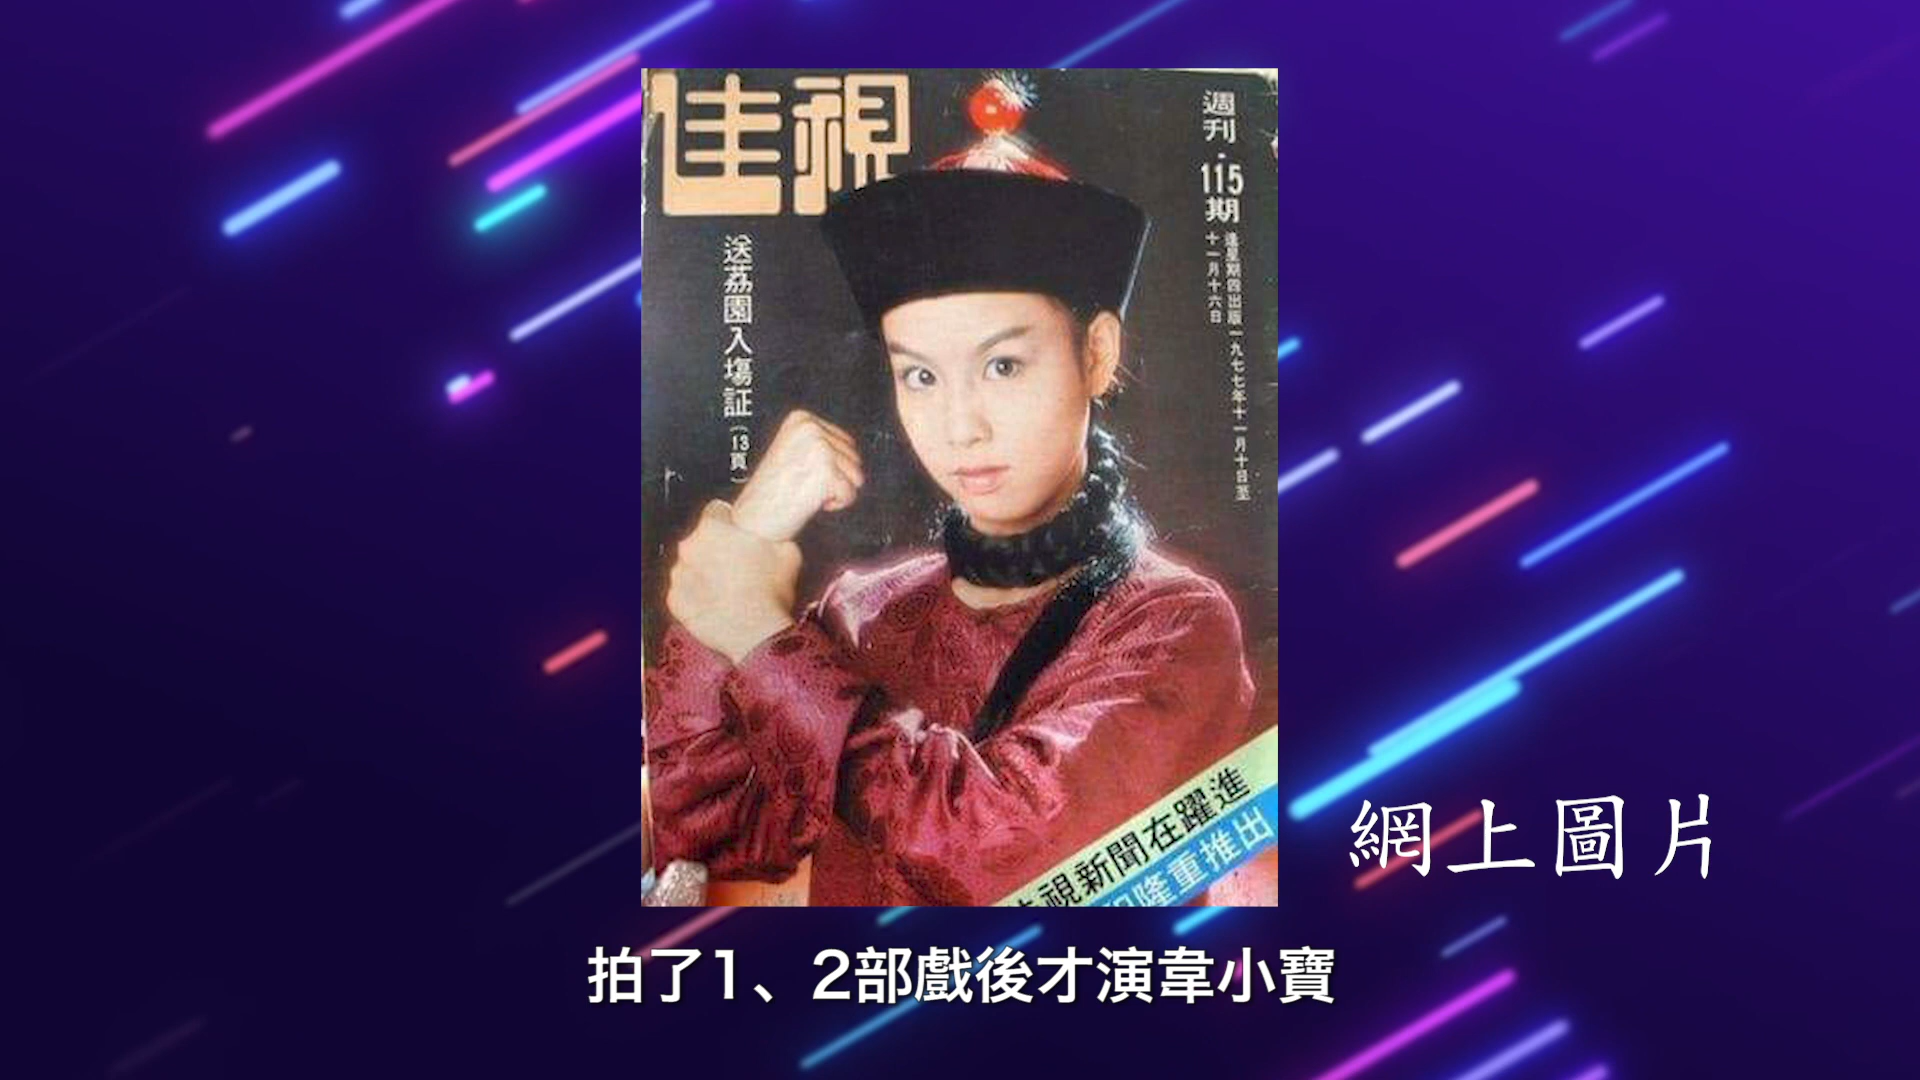 佳視
週刊·115期
逢星期四出版一九七七年十一月十日至
十一月十六日
送荔園入場証(13頁)
視新聞在躍進
隆重推出
網上圖片
拍了1、2部戲後才演韋小寶